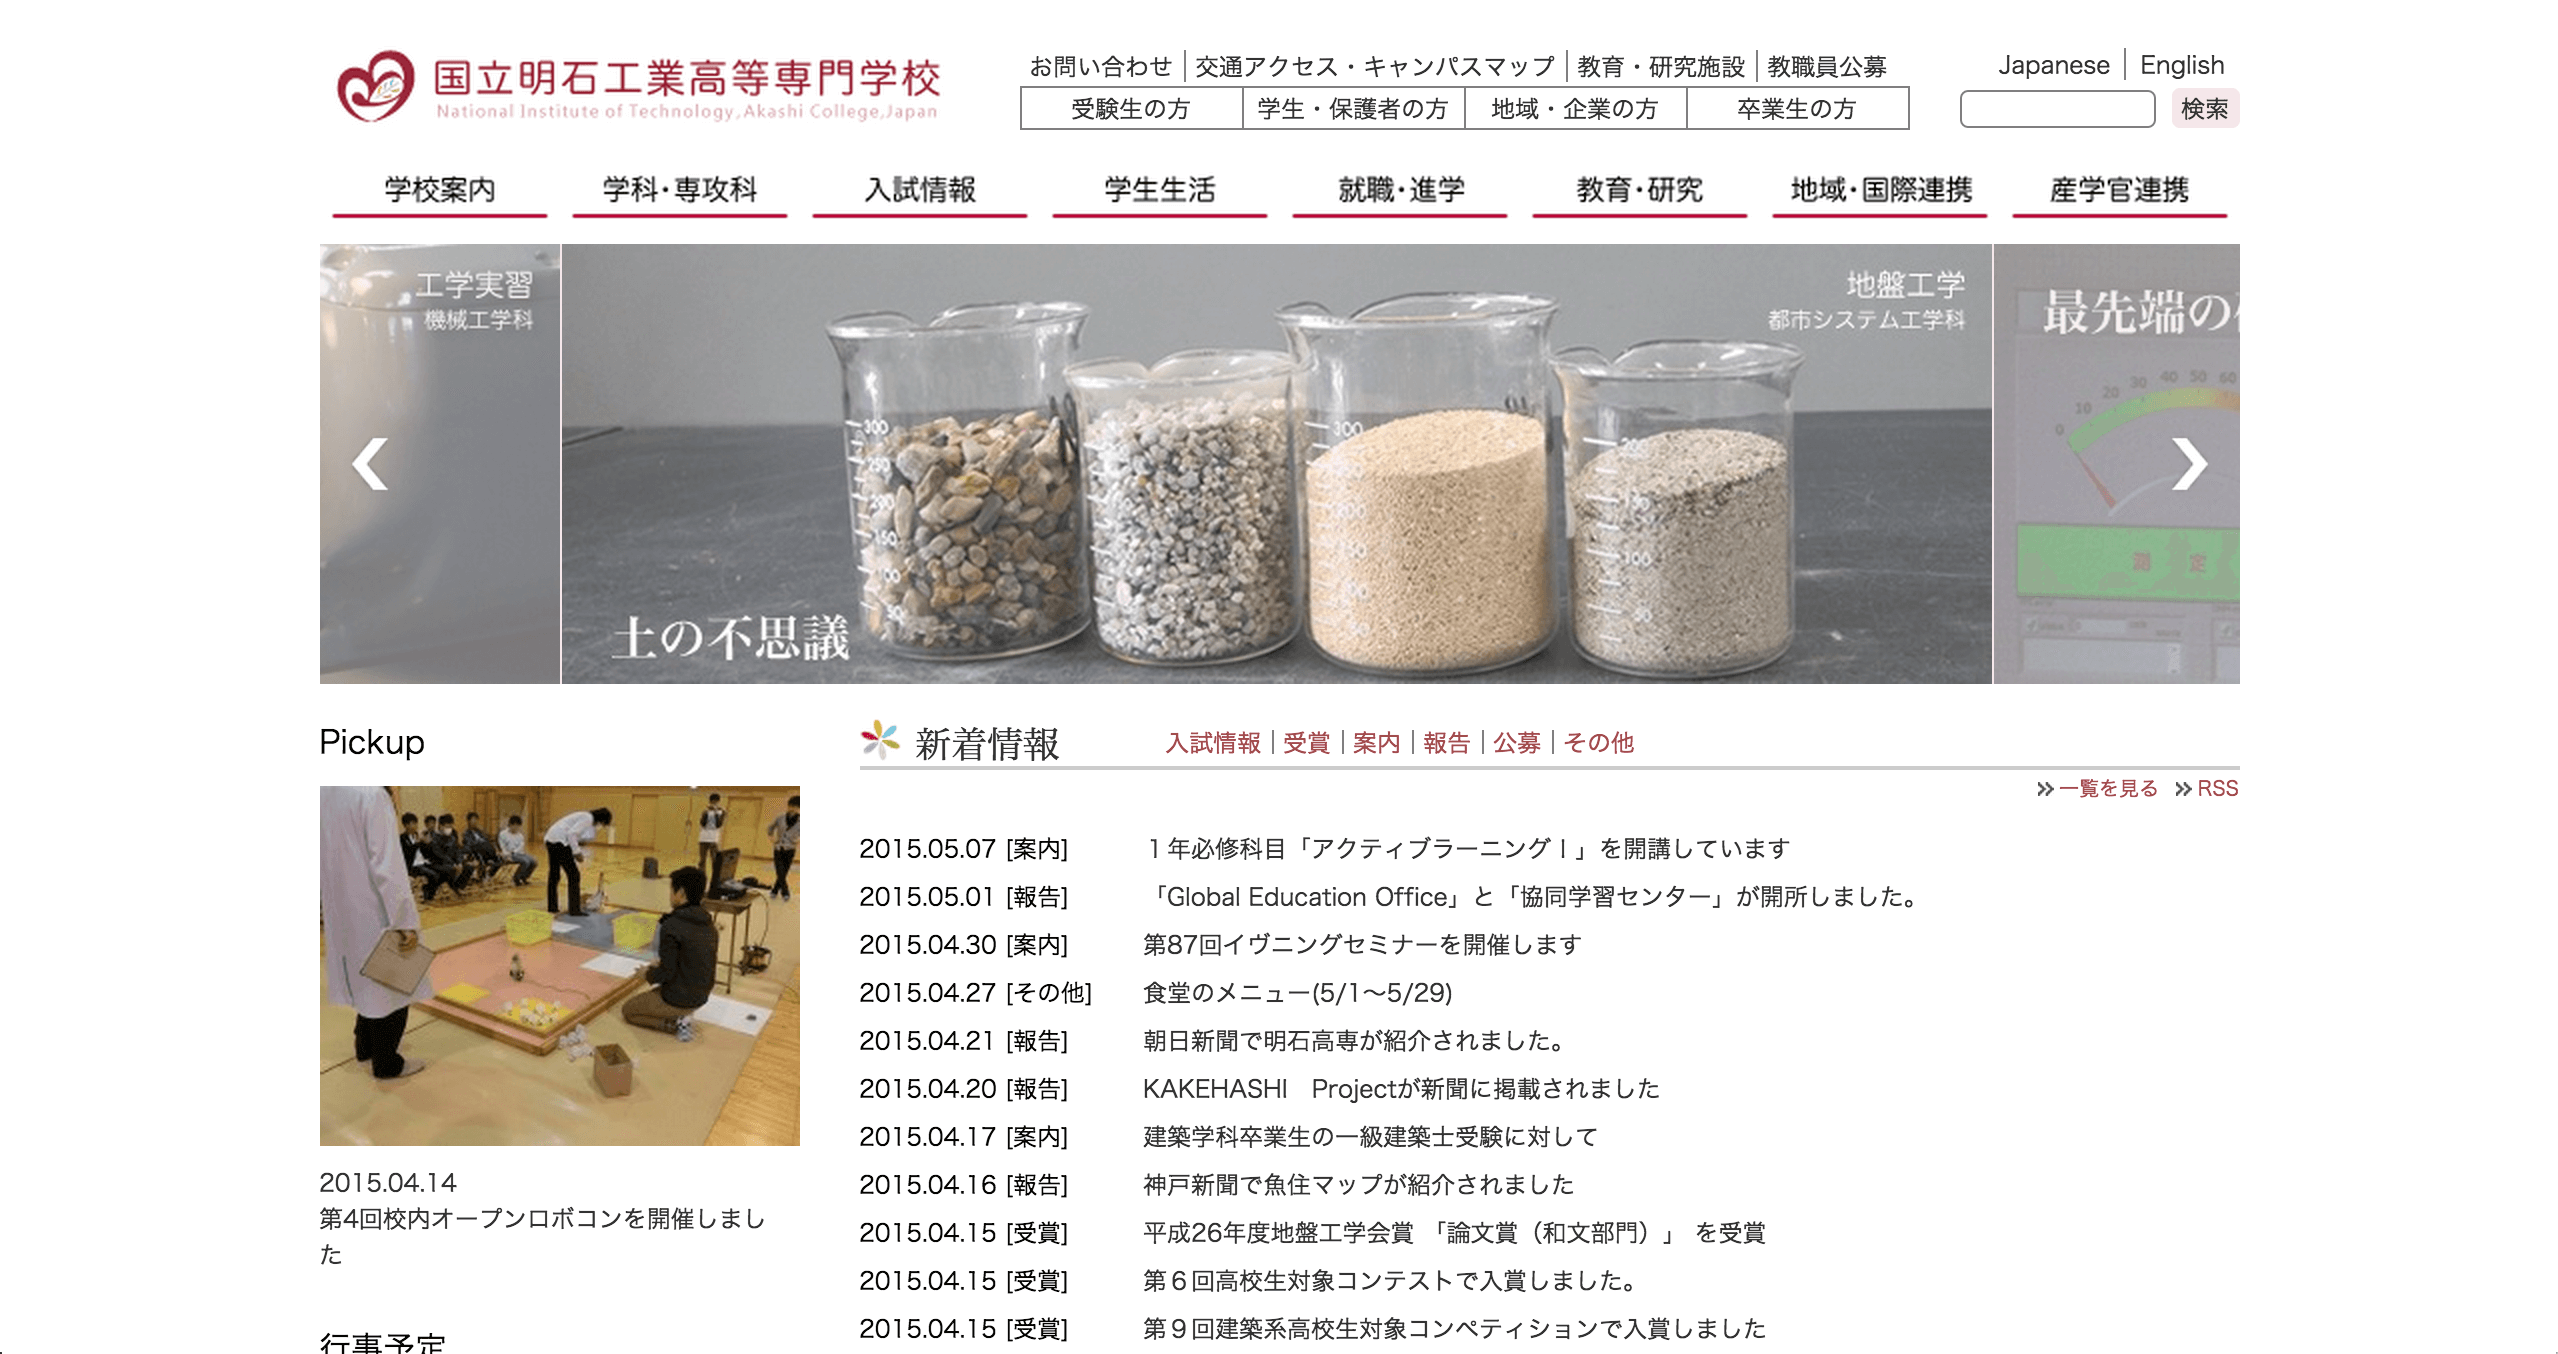 国立明石工業高等専門学校
National Institute of Technology,Akashi College,Japan
お問い合わせ 交通アクセス・キャンパスマップ 教育・研究施設 教職員公募
受験生の方 学生・保護者の方 地域・企業の方 卒業生の方
Japanese English
検索
学校案内 学科・専攻科 入試情報 学生生活 就職・進学 教育・研究 地域・国際連携 産学官連携
工学実習
機械工学科
地盤工学
都市システム工学科
土の不思議
300
250
200
150
100
50
300
100
50
最先端の
0 10 20 30 40 50 60
測 定
Pickup
2015.04.14
第4回校内オープンロボコンを開催しまし
た
行事予定
新着情報 入試情報 受賞 案内 報告 公募 その他
一覧を見る RSS
2015.05.07 [案内] １年必修科目「アクティブラーニングⅠ」を開講しています
2015.05.01 [報告] 「Global Education Office」と「協同学習センター」が開所しました。
2015.04.30 [案内] 第87回イヴニングセミナーを開催します
2015.04.27 [その他] 食堂のメニュー(5/1～5/29)
2015.04.21 [報告] 朝日新聞で明石高専が紹介されました。
2015.04.20 [報告] KAKEHASHI　Projectが新聞に掲載されました
2015.04.17 [案内] 建築学科卒業生の一級建築士受験に対して
2015.04.16 [報告] 神戸新聞で魚住マップが紹介されました
2015.04.15 [受賞] 平成26年度地盤工学会賞 「論文賞（和文部門）」 を受賞
2015.04.15 [受賞] 第６回高校生対象コンテストで入賞しました。
2015.04.15 [受賞] 第９回建築系高校生対象コンペティションで入賞しました